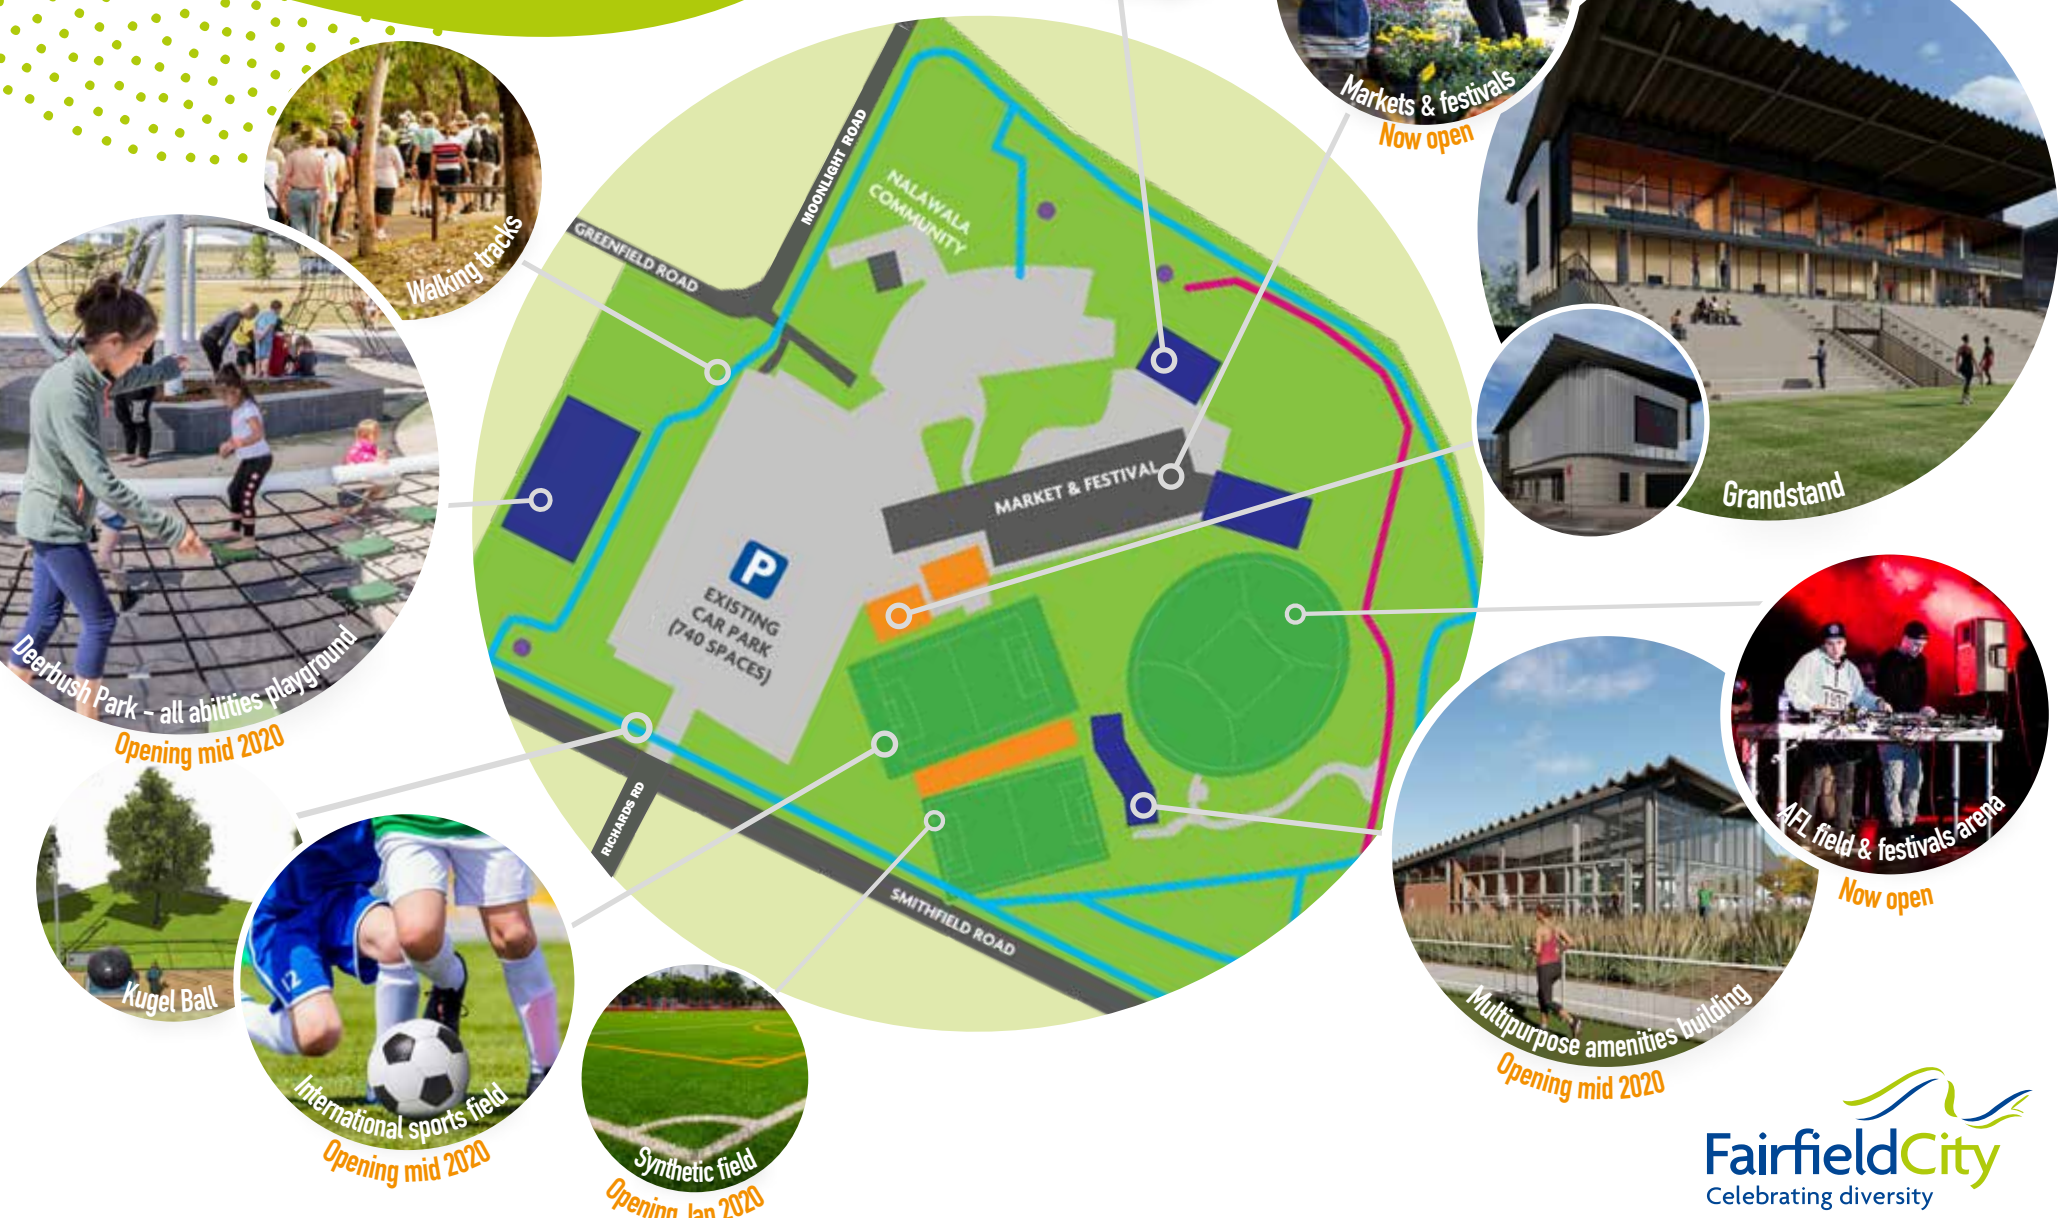 Markets & festivals
Now open
Walking tracks
MOONLIGHT ROAD
NALAWALA
COMMUNITY
GREENFIELD ROAD
MARKET & FESTIVAL
Grandstand
P
EXISTING
CAR PARK
(740 SPACES)
Deerbush Park – all abilities playground
Opening mid 2020
RICHARDS RD
SMITHFIELD ROAD
AFL field & festivals arena
Now open
Kugel Ball
12
International sports field
Opening mid 2020
Synthetic field
Opening Jan 2020
Multipurpose amenities building
Opening mid 2020
FairfieldCity
Celebrating diversity